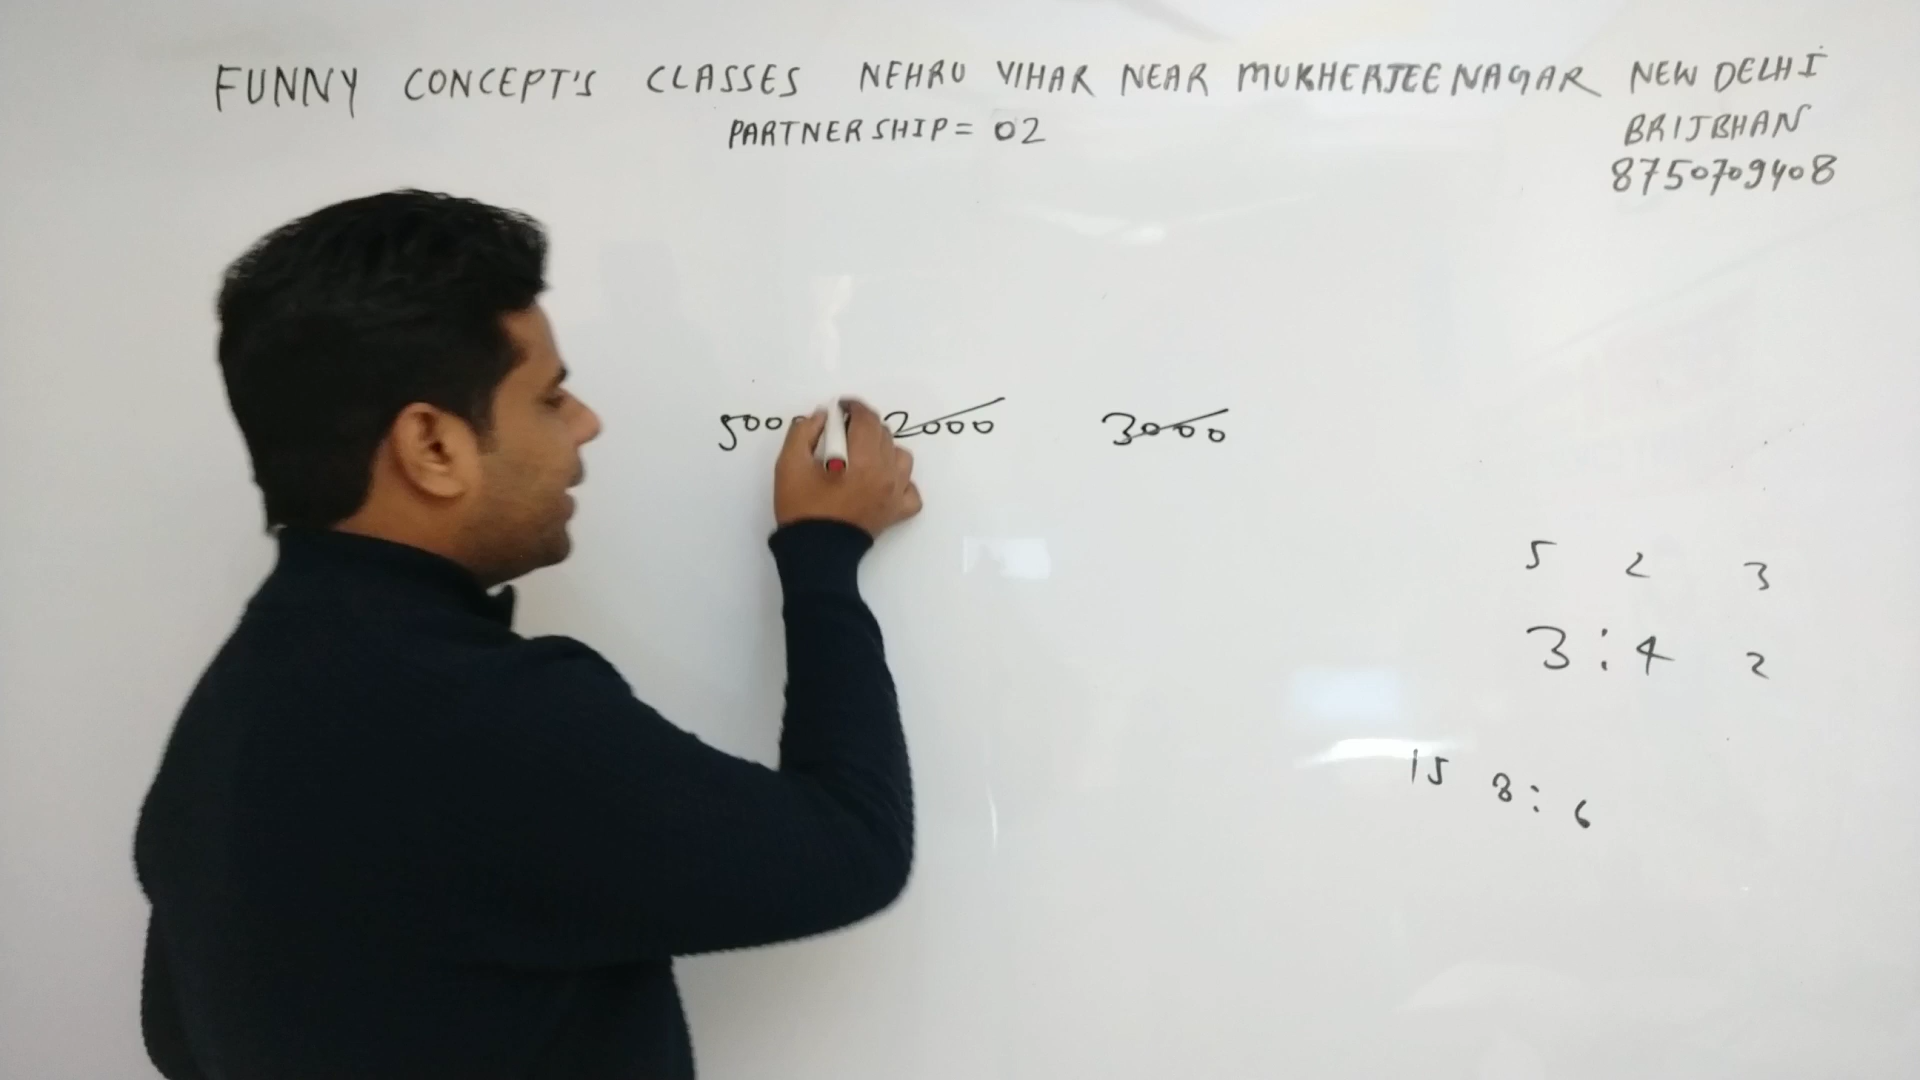 FUNNY CONCEPT'S CLASSES NEHRU VIHAR NEAR MUKHERJEE NAGAR NEW DELHI
PARTNERSHIP = 02
BRIJBHAN
8750709408
2000 3000
5 2 3
3 : 4 2
15 8 : 6